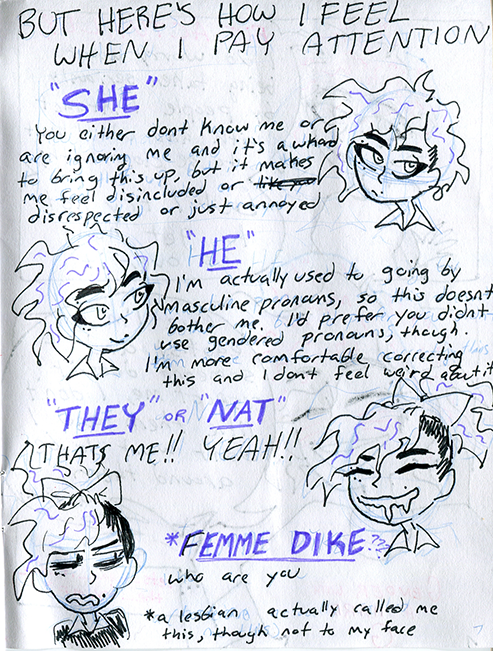 BUT HERE'S HOW I FEEL
WHEN I PAY ATTENTION
"SHE"
You either dont know me or
are ignoring me and it's awkward
to bring this up, but it makes
me feel disincluded or
disrespected or just annoyed
"HE"
I'm actually used to going by
masculine pronouns, so this doesnt
bother me. I'd prefer you didn't
use gendered pronouns, though.
I'm more comfortable correcting
this and I dont feel weird about it
"THEY" OR "NAT"
THATS ME!! YEAH!!
*FEMME DIKE??
who are you
*a lesbian actually called me
this, though not to my face